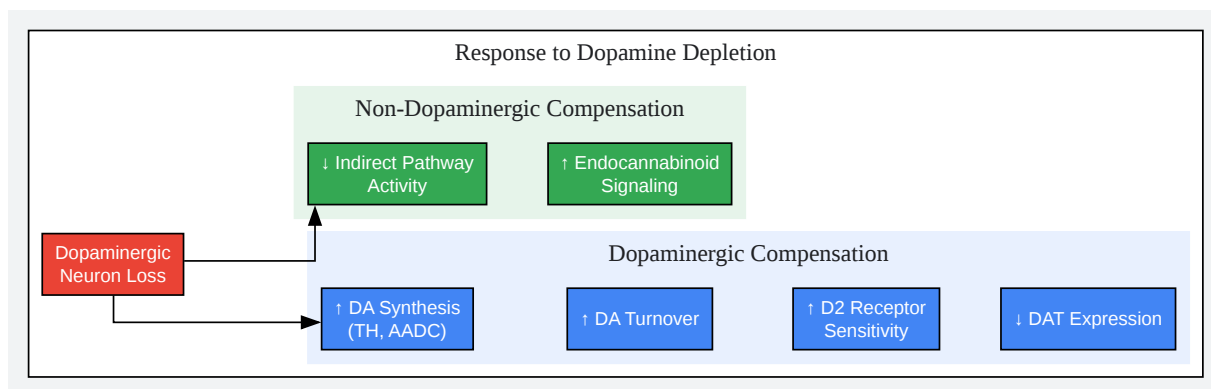 Response to Dopamine Depletion
Non-Dopaminergic Compensation
↓ Indirect Pathway
Activity
↑ Endocannabinoid
Signaling
Dopaminergic
Neuron Loss
Dopaminergic Compensation
↑ DA Synthesis
(TH, AADC)
↑ DA Turnover
↑ D2 Receptor
Sensitivity
↓ DAT Expression